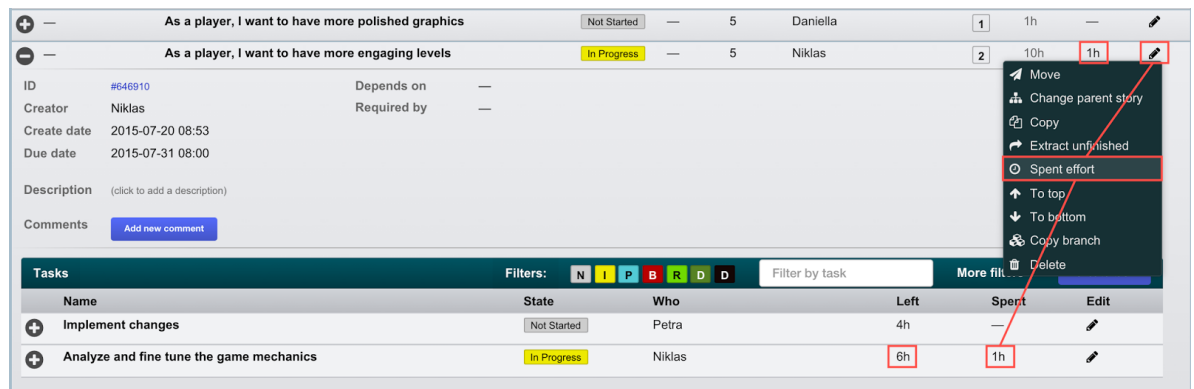 — As a player, I want to have more polished graphics Not Started — 5 Daniella 1 1h —
— As a player, I want to have more engaging levels In Progress — 5 Niklas 2 10h 1h
ID #646910 Depends on —
Creator Niklas Required by —
Create date 2015-07-20 08:53
Due date 2015-07-31 08:00
Description (click to add a description)
Comments Add new comment
Move
Change parent story
Copy
Extract unfinished
Spent effort
To top
To bottom
Copy branch
Delete
Tasks Filters: N I P B R D D Filter by task More
Name State Who Left Spent Edit
Implement changes Not Started Petra 4h —
Analyze and fine tune the game mechanics In Progress Niklas 6h 1h